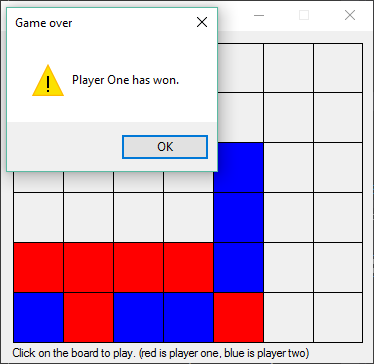 Game over
Player One has won.
OK
Click on the board to play. (red is player one, blue is player two)